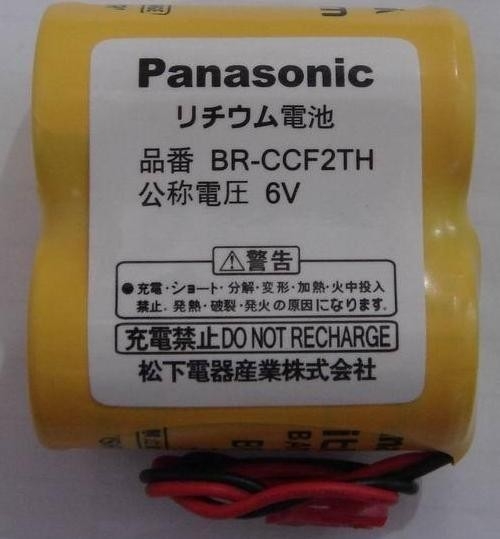 Panasonic
リチウム電池
品番 BR-CCF2TH
公称電圧 6V
⚠警告
●充電・ショート・分解・変形・加熱・火中投入
禁止。発熱・破裂・発火の原因になります。
充電禁止DO NOT RECHARGE
松下電器産業株式会社